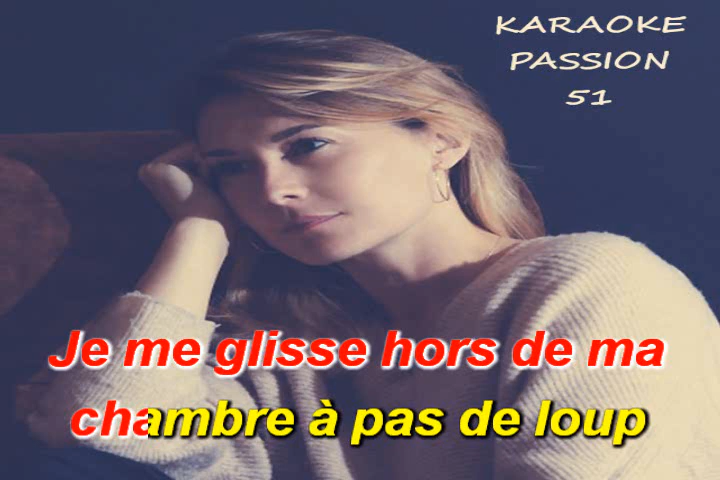 KARAOKE
PASSION
51
Je me glisse hors de ma
chambre à pas de loup